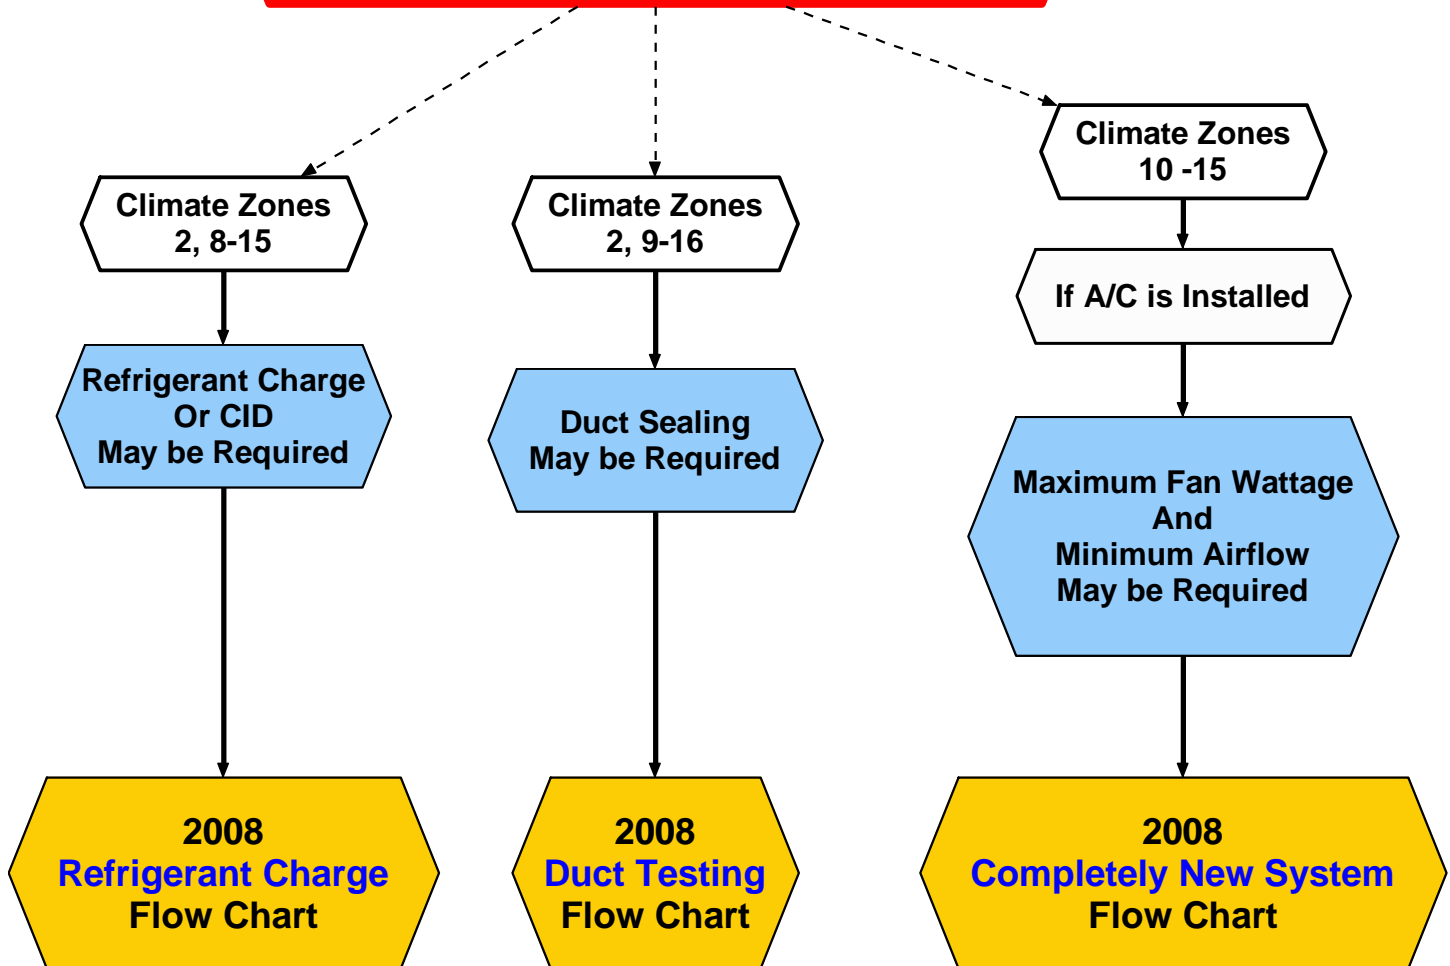 Climate Zones
2, 8-15
Refrigerant Charge
Or CID
May be Required
2008
Refrigerant Charge
Flow Chart
Climate Zones
2, 9-16
Duct Sealing
May be Required
2008
Duct Testing
Flow Chart
Climate Zones
10 -15
If A/C is Installed
Maximum Fan Wattage
And
Minimum Airflow
May be Required
2008
Completely New System
Flow Chart